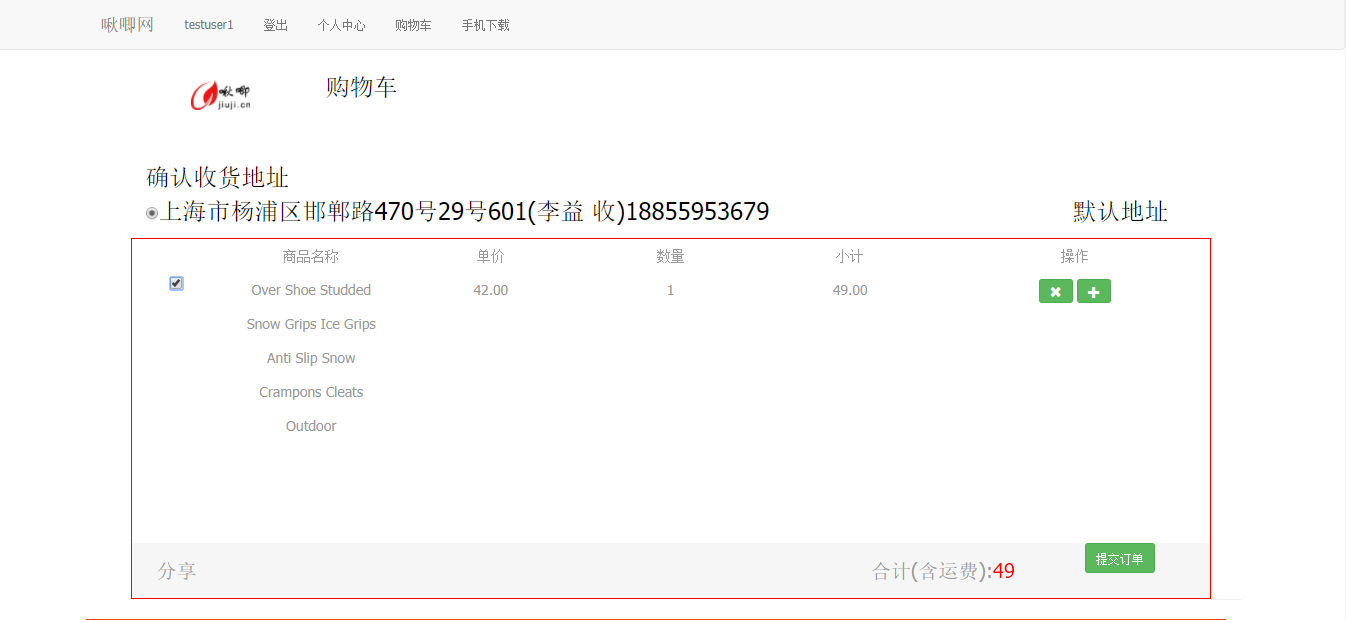 啾唧网 testuser1 登出 个人中心 购物车 手机下载
啾唧
jiuji.cn
购物车
确认收货地址
上海市杨浦区邯郸路470号29号601(李益 收)18855953679 默认地址
商品名称 单价 数量 小计 操作
Over Shoe Studded 42.00 1 49.00
Snow Grips Ice Grips
Anti Slip Snow
Crampons Cleats
Outdoor
分享 合计(含运费):49 提交订单